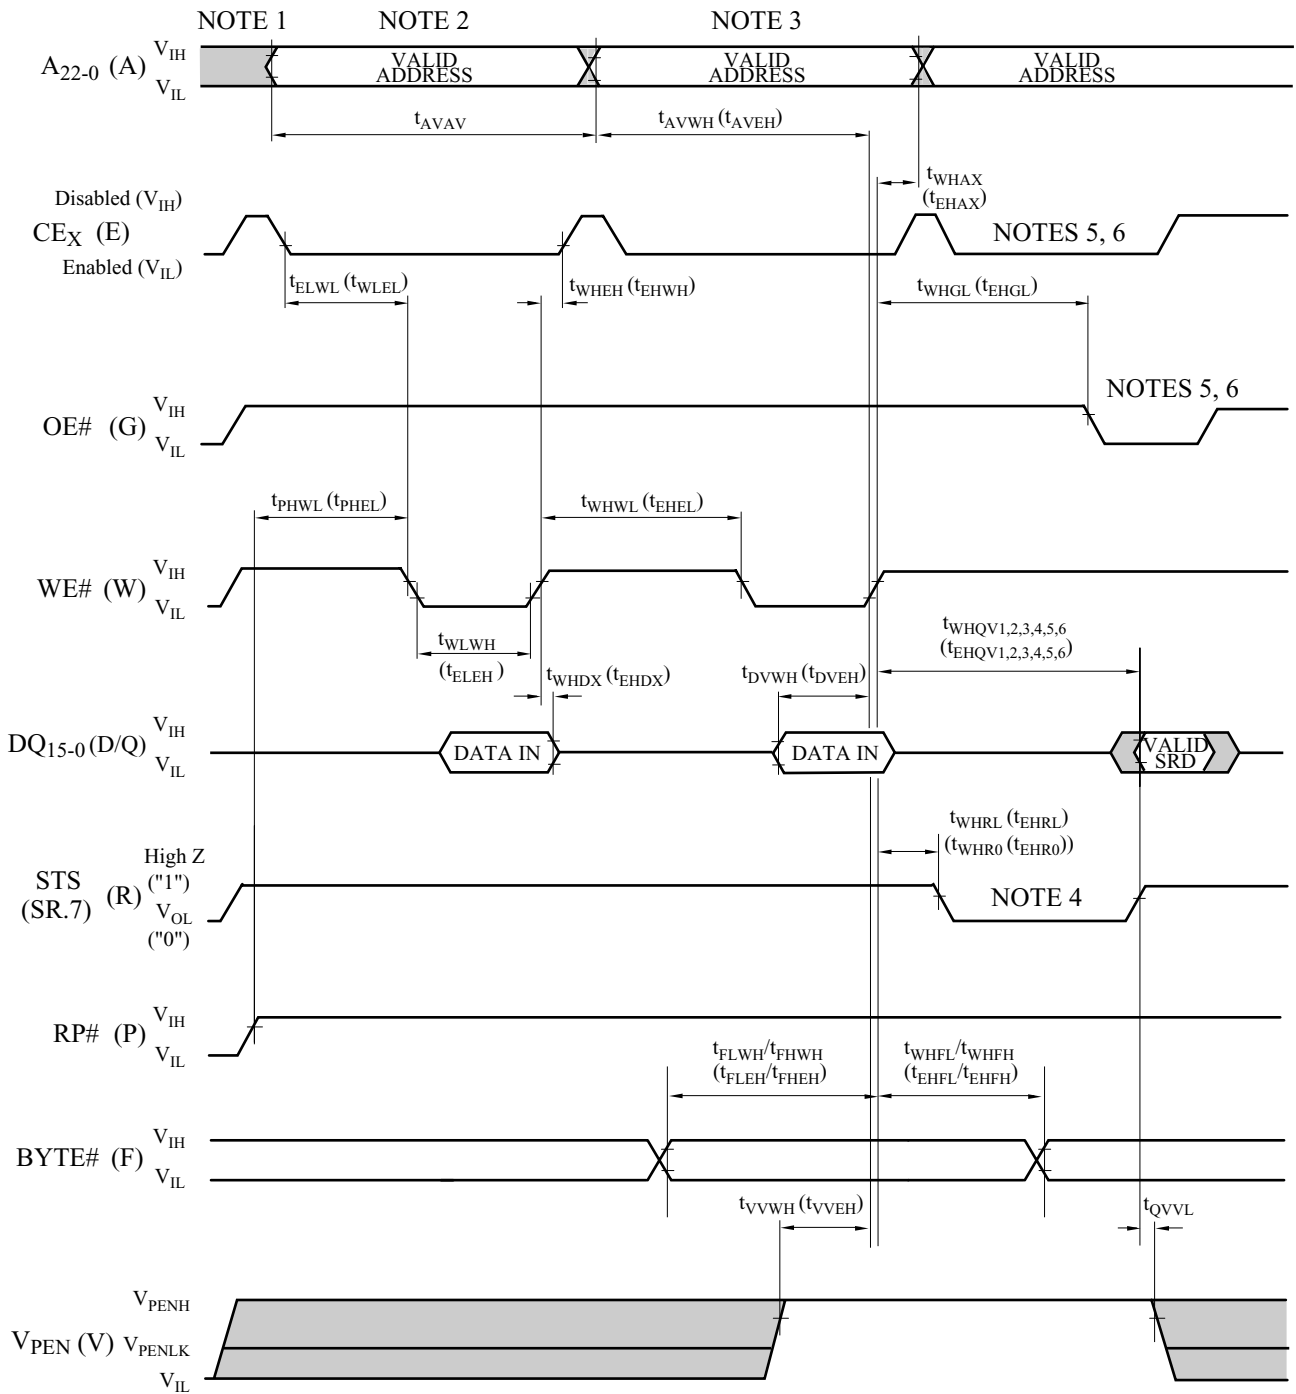 NOTE 1 NOTE 2 NOTE 3
A22-0 (A) VIH VIL
VALID ADDRESS
VALID ADDRESS
VALID ADDRESS
tAVAV
tAVWH (tAVEH)
tWHAX
(tEHAX)
Disabled (VIH)
CEX (E)
Enabled (VIL)
NOTES 5, 6
tELWL (tWLEL)
tWHEH (tEHWH)
tWHGL (tEHGL)
NOTES 5, 6
OE# (G) VIH VIL
tPHWL (tPHEL)
tWHWL (tEHEL)
WE# (W) VIH VIL
tWLWH
(tELEH)
tWHDX (tEHDX)
tDVWH (tDVEH)
tWHQV1,2,3,4,5,6
(tEHQV1,2,3,4,5,6)
DQ15-0 (D/Q) VIH VIL
DATA IN
DATA IN
VALID
SRD
tWHRL (tEHRL)
(tWHR0 (tEHR0))
STS
(SR.7)
(R)
High Z
("1")
VOL
("0")
NOTE 4
RP# (P) VIH VIL
tFLWH/tFHWH
(tFLEH/tFHEH)
tWHFL/tWHFH
(tEHFL/tEHFH)
BYTE# (F) VIH VIL
tVVWH (tVVEH)
tQVVL
VPEN (V)
VPENH
VPENLK
VIL